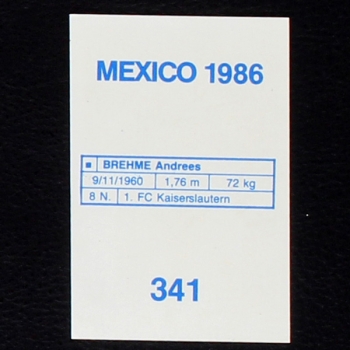 MEXICO 1986
▪ BREHME Andrees
9/11/1960 1,76 m 72 kg
8 N. 1. FC Kaiserslautern
341